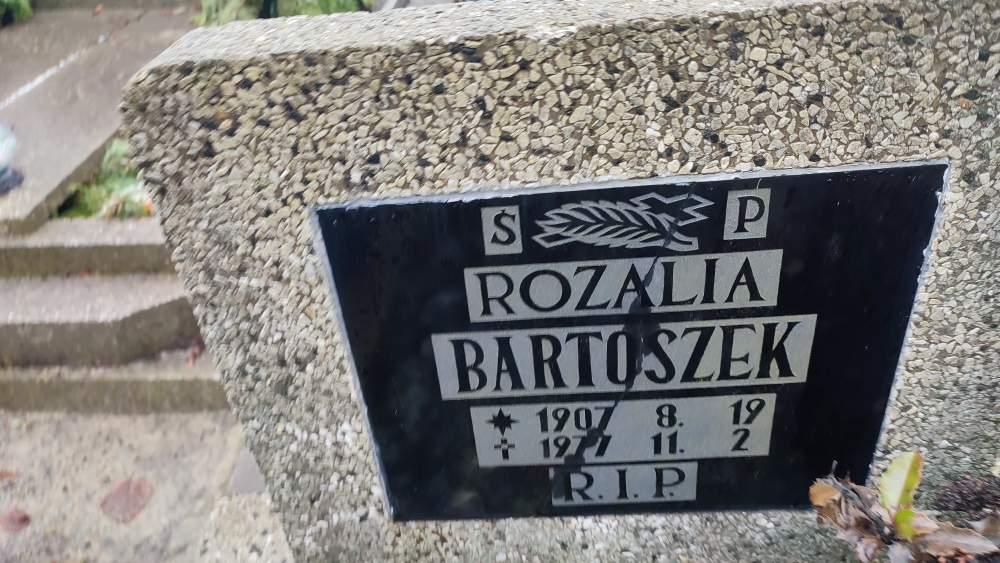 Ś P
ROZALIA
BARTOSZEK
1907 8. 19
1977 11. 2
R.I.P.